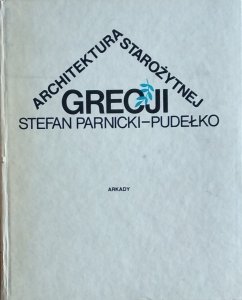 ARCHITEKTURA
STAROŻYTNEJ
GRECJI
STEFAN PARNICKI-PUDEŁKO
ARKADY